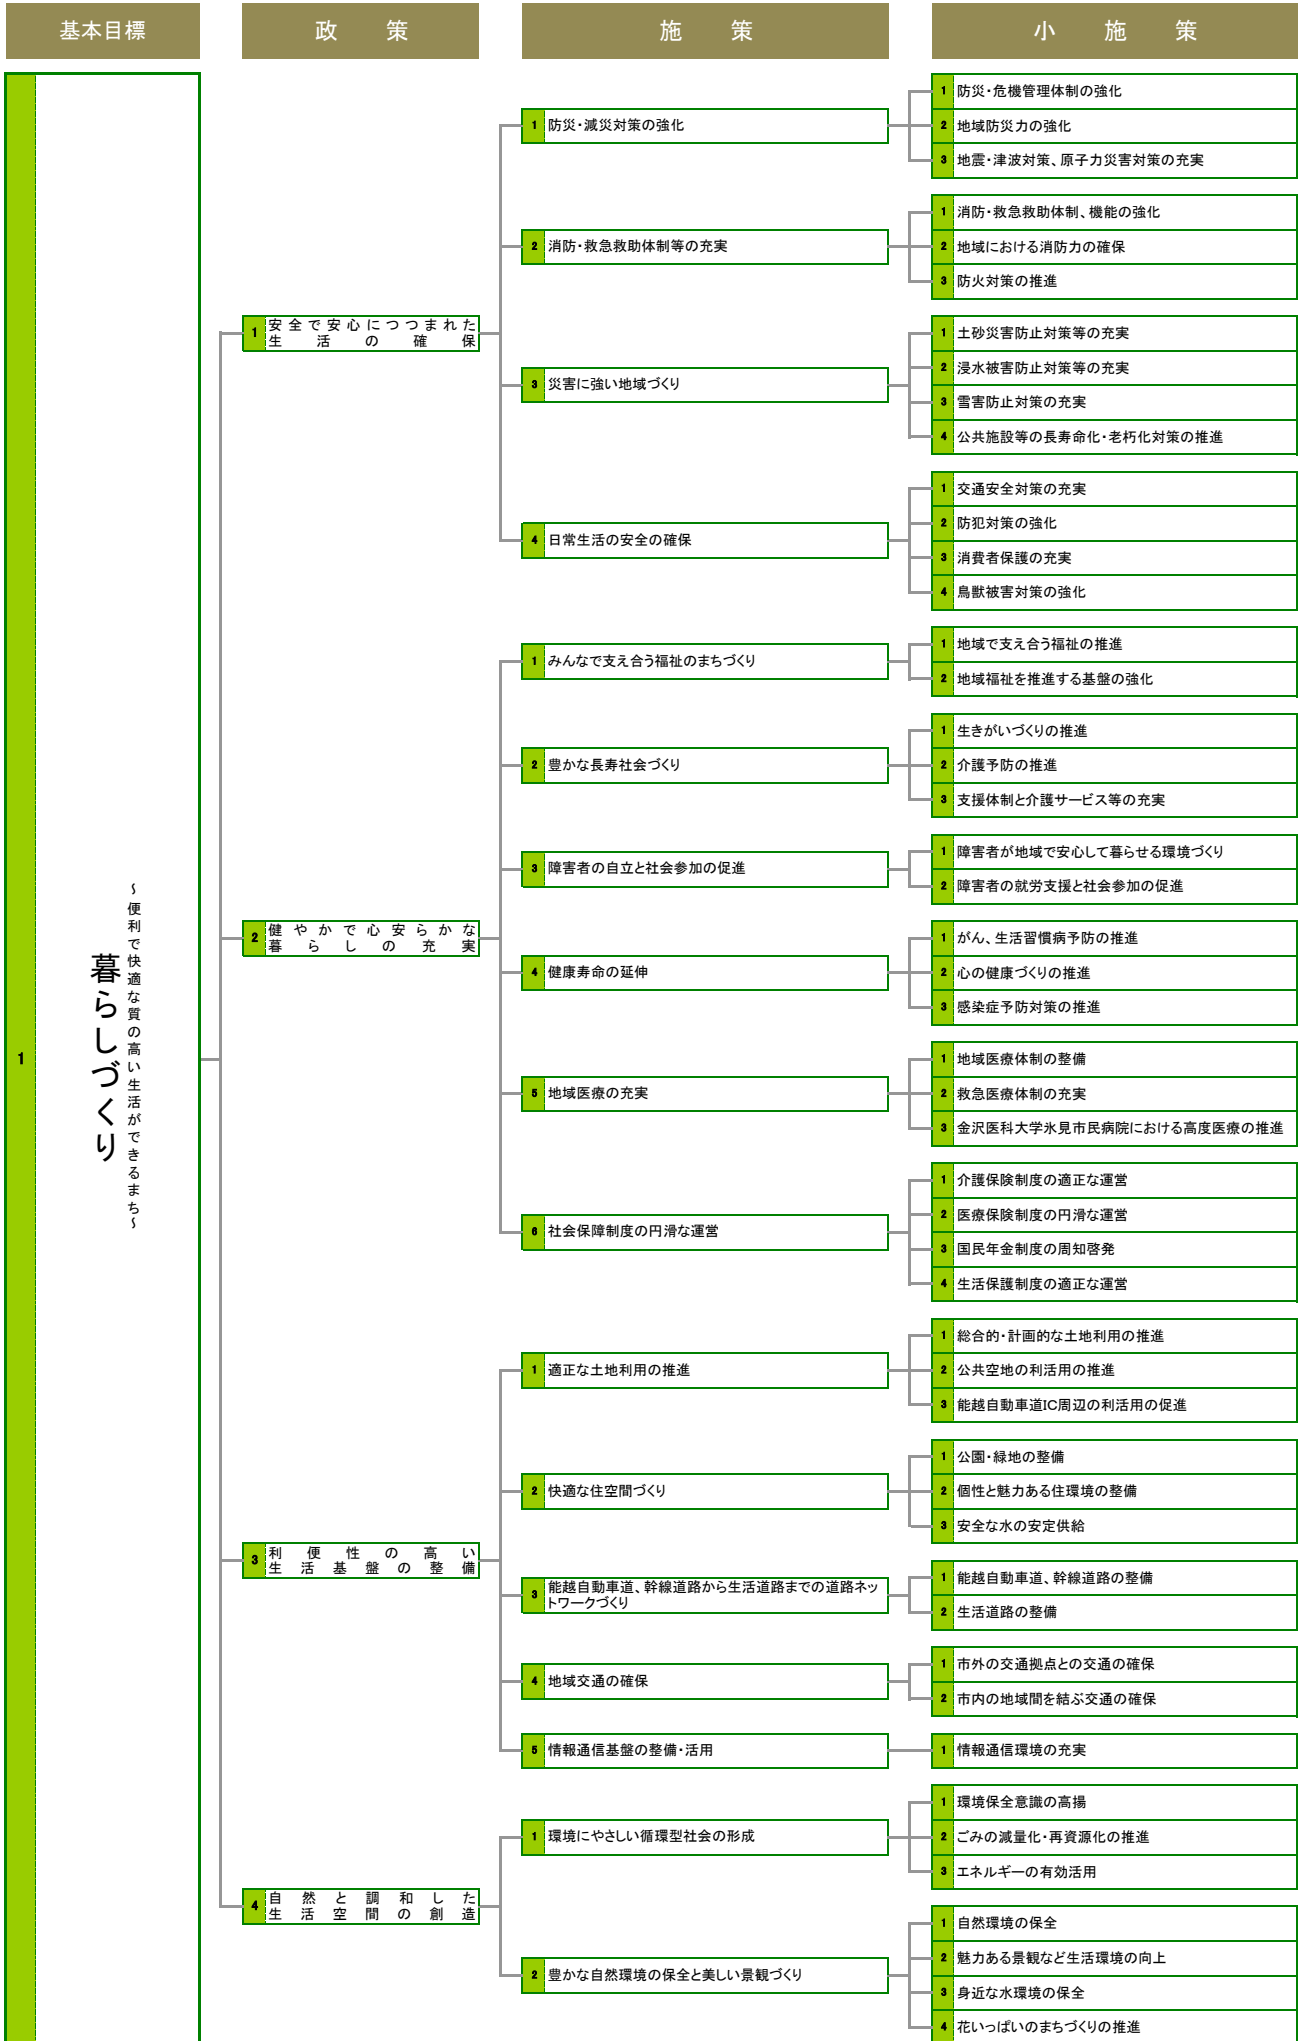 基本目標
政　策
施　策
小　施　策
1
暮らしづくり
～便利で快適な質の高い生活ができるまち～
1 安全で安心につつまれた
生活の確保
1 防災・減災対策の強化
1 防災・危機管理体制の強化
2 地域防災力の強化
3 地震・津波対策、原子力災害対策の充実
2 消防・救急救助体制等の充実
1 消防・救急救助体制、機能の強化
2 地域における消防力の確保
3 防火対策の推進
3 災害に強い地域づくり
1 土砂災害防止対策等の充実
2 浸水被害防止対策等の充実
3 雪害防止対策の充実
4 公共施設等の長寿命化・老朽化対策の推進
4 日常生活の安全の確保
1 交通安全対策の充実
2 防犯対策の強化
3 消費者保護の充実
4 鳥獣被害対策の強化
2 健やかで心安らかな
暮らしの充実
1 みんなで支え合う福祉のまちづくり
1 地域で支え合う福祉の推進
2 地域福祉を推進する基盤の強化
2 豊かな長寿社会づくり
1 生きがいづくりの推進
2 介護予防の推進
3 支援体制と介護サービス等の充実
3 障害者の自立と社会参加の促進
1 障害者が地域で安心して暮らせる環境づくり
2 障害者の就労支援と社会参加の促進
4 健康寿命の延伸
1 がん、生活習慣病予防の推進
2 心の健康づくりの推進
3 感染症予防対策の推進
5 地域医療の充実
1 地域医療体制の整備
2 救急医療体制の充実
3 金沢医科大学氷見市民病院における高度医療の推進
6 社会保障制度の円滑な運営
1 介護保険制度の適正な運営
2 医療保険制度の円滑な運営
3 国民年金制度の周知啓発
4 生活保護制度の適正な運営
3 利便性の高い
生活基盤の整備
1 適正な土地利用の推進
1 総合的・計画的な土地利用の推進
2 公共空地の利活用の推進
3 能越自動車道IC周辺の利活用の促進
2 快適な住空間づくり
1 公園・緑地の整備
2 個性と魅力ある住環境の整備
3 安全な水の安定供給
3 能越自動車道、幹線道路から生活道路までの道路ネッ
トワークづくり
1 能越自動車道、幹線道路の整備
2 生活道路の整備
4 地域交通の確保
1 市外の交通拠点との交通の確保
2 市内の地域間を結ぶ交通の確保
5 情報通信基盤の整備・活用
1 情報通信環境の充実
4 自然と調和した
生活空間の創造
1 環境にやさしい循環型社会の形成
1 環境保全意識の高揚
2 ごみの減量化・再資源化の推進
3 エネルギーの有効活用
2 豊かな自然環境の保全と美しい景観づくり
1 自然環境の保全
2 魅力ある景観など生活環境の向上
3 身近な水環境の保全
4 花いっぱいのまちづくりの推進